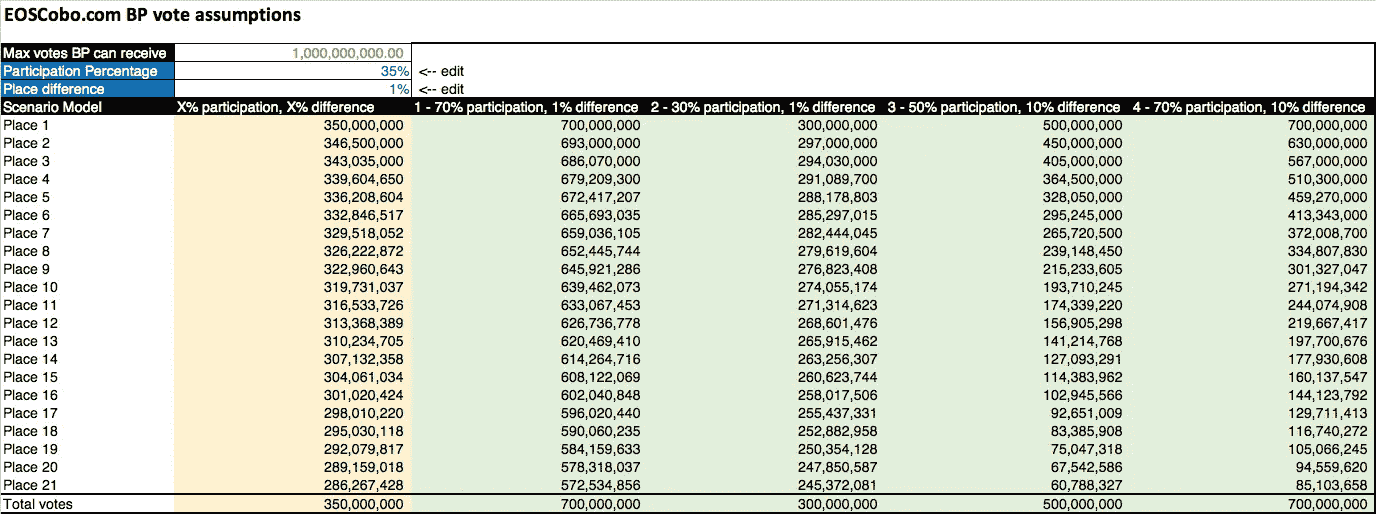 EOSCobo.com BP vote assumptions
Max votes BP can receive 1,000,000,000.00
Participation Percentage 35% <-- edit
Place difference 1% <-- edit
Scenario Model X% participation, X% difference 1 - 70% participation, 1% difference 2 - 30% participation, 1% difference 3 - 50% participation, 10% difference 4 - 70% participation, 10% difference
Place 1 350,000,000 700,000,000 300,000,000 500,000,000 700,000,000
Place 2 346,500,000 693,000,000 297,000,000 450,000,000 630,000,000
Place 3 343,035,000 686,070,000 294,030,000 405,000,000 567,000,000
Place 4 339,604,650 679,209,300 291,089,700 364,500,000 510,300,000
Place 5 336,208,604 672,417,207 288,178,803 328,050,000 459,270,000
Place 6 332,846,517 665,693,035 285,297,015 295,245,000 413,343,000
Place 7 329,518,052 659,036,105 282,444,045 265,720,500 372,008,700
Place 8 326,222,872 652,445,744 279,619,604 239,148,450 334,807,830
Place 9 322,960,643 645,921,286 276,823,408 215,233,605 301,327,047
Place 10 319,731,037 639,462,073 274,055,174 193,710,245 271,194,342
Place 11 316,533,726 633,067,453 271,314,623 174,339,220 244,074,908
Place 12 313,368,389 626,736,778 268,601,476 156,905,298 219,667,417
Place 13 310,234,705 620,469,410 265,915,462 141,214,768 197,700,676
Place 14 307,132,358 614,264,716 263,256,307 127,093,291 177,930,608
Place 15 304,061,034 608,122,069 260,623,744 114,383,962 160,137,547
Place 16 301,020,424 602,040,848 258,017,506 102,945,566 144,123,792
Place 17 298,010,220 596,020,440 255,437,331 92,651,009 129,711,413
Place 18 295,030,118 590,060,235 252,882,958 83,385,908 116,740,272
Place 19 292,079,817 584,159,633 250,354,128 75,047,318 105,066,245
Place 20 289,159,018 578,318,037 247,850,587 67,542,586 94,559,620
Place 21 286,267,428 572,534,856 245,372,081 60,788,327 85,103,658
Total votes 350,000,000 700,000,000 300,000,000 500,000,000 700,000,000